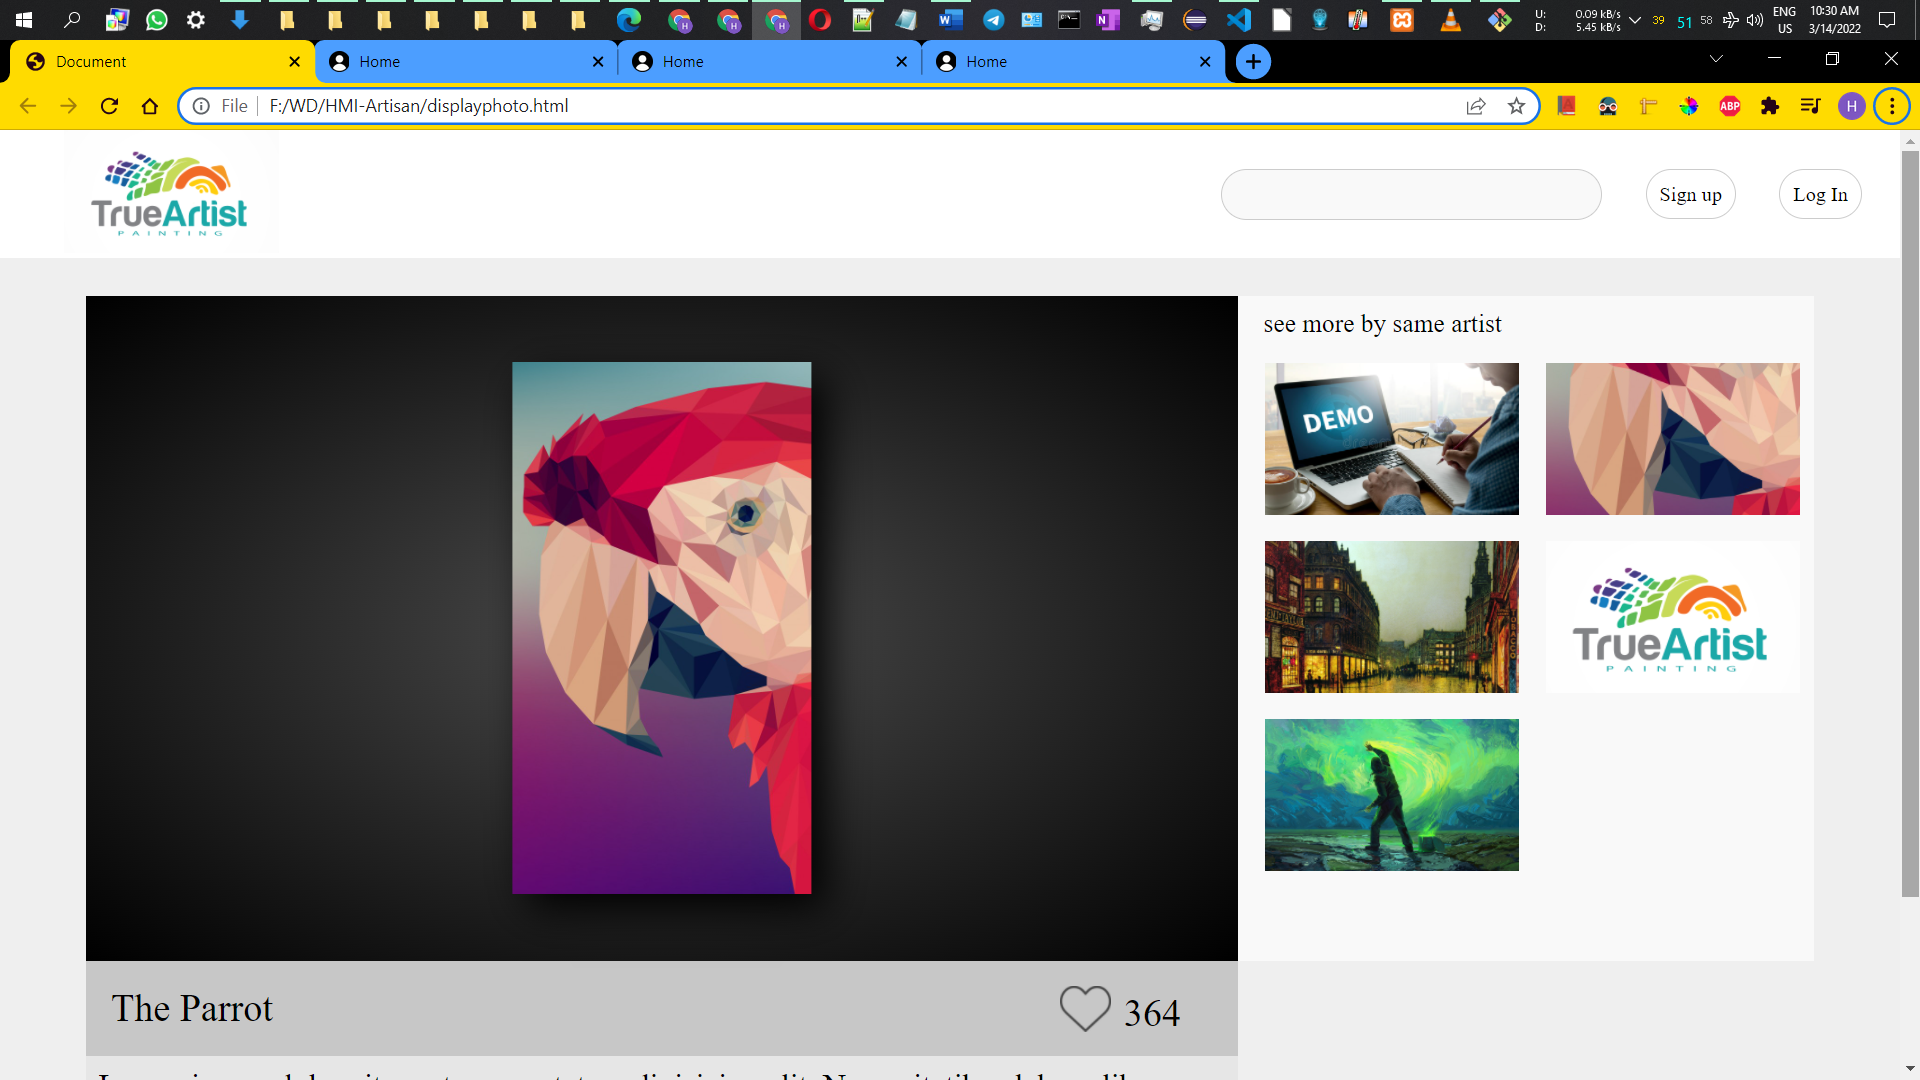 U: 0.09 kB/s
D: 5.45 kB/s
39 51 58
ENG
US
10:30 AM
3/14/2022
Document
Home
Home
Home
File F:/WD/HMI-Artisan/displayphoto.html
ABP
H
TrueArtist
PAINTING
Sign up
Log In
see more by same artist
DEMO
TrueArtist
PAINTING
The Parrot
364